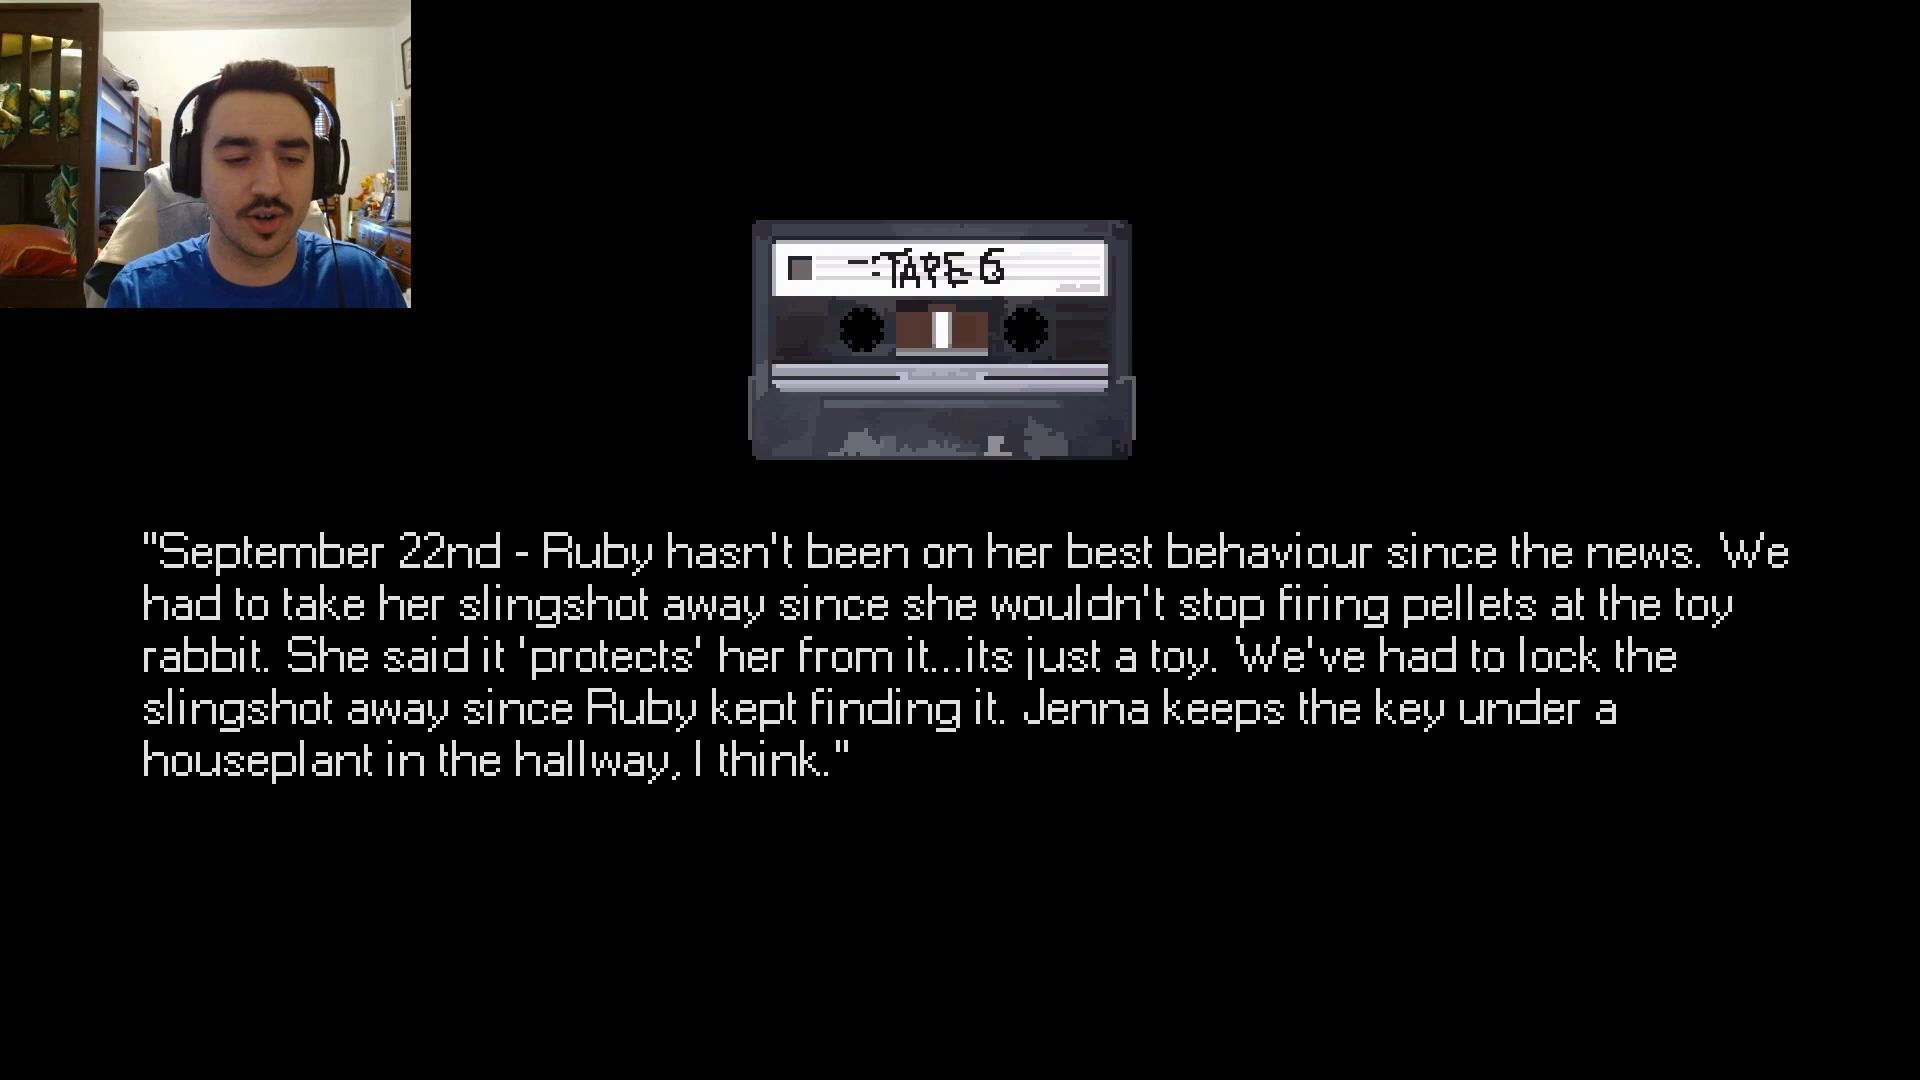 -:TAPE 6
"September 22nd - Ruby hasn't been on her best behaviour since the news. We
had to take her slingshot away since she wouldn't stop firing pellets at the toy
rabbit. She said it 'protects' her from it...its just a toy. We've had to lock the
slingshot away since Ruby kept finding it. Jenna keeps the key under a
houseplant in the hallway, I think."